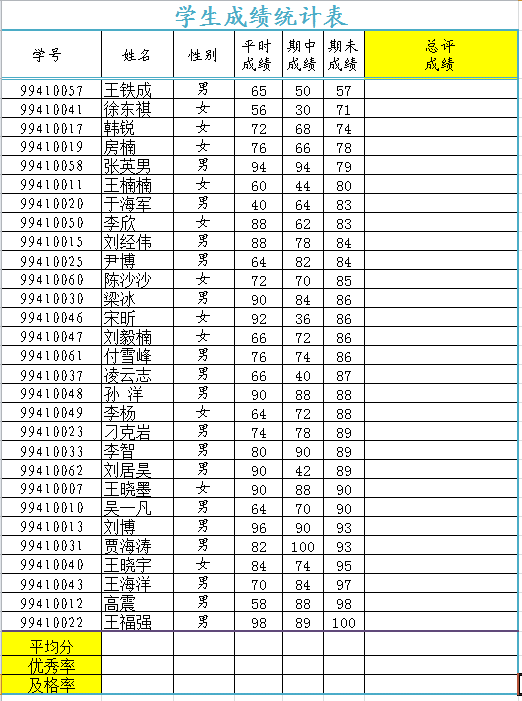 学生成绩统计表
学号 姓名 性别 平时成绩 期中成绩 期末成绩 总评成绩
99410057 王铁成 男 65 50 57
99410041 徐东祺 女 56 30 71
99410017 韩锐 女 72 68 74
99410019 房楠 女 76 66 78
99410058 张英男 男 94 94 79
99410011 王楠楠 女 60 44 80
99410020 于海军 男 40 64 83
99410050 李欣 女 88 62 83
99410015 刘经伟 男 88 78 84
99410025 尹博 男 64 82 84
99410060 陈沙沙 女 72 70 85
99410030 梁冰 男 90 84 86
99410046 宋昕 女 92 36 86
99410047 刘毅楠 女 66 72 86
99410061 付雪峰 男 76 74 86
99410037 凌云志 男 66 40 87
99410048 孙 洋 男 90 88 88
99410049 李杨 女 64 72 88
99410023 刁克岩 男 74 78 89
99410033 李智 男 80 90 89
99410062 刘居昊 男 90 42 89
99410007 王晓墨 女 90 88 90
99410010 吴一凡 男 64 70 90
99410013 刘博 男 96 90 93
99410031 贾海涛 男 82 100 93
99410040 王晓宇 女 84 74 95
99410043 王海洋 男 70 84 97
99410012 高震 男 58 88 98
99410022 王福强 男 98 89 100
平均分
优秀率
及格率